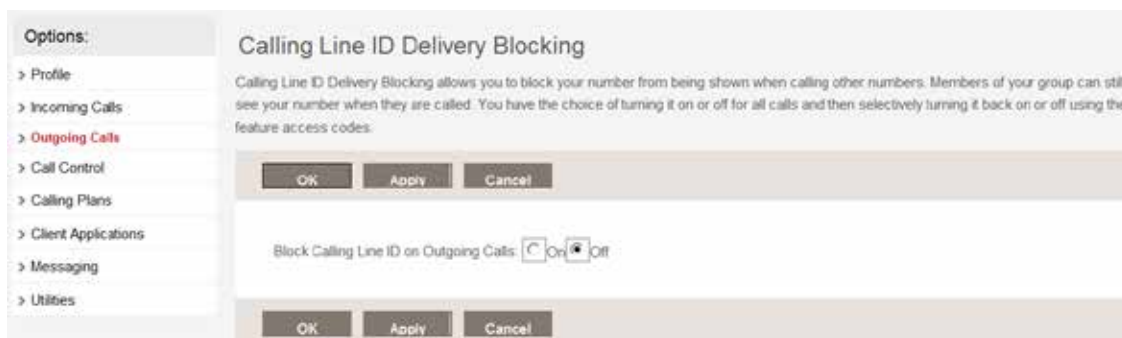 Options:
> Profile
> Incoming Calls
> Outgoing Calls
> Call Control
> Calling Plans
> Client Applications
> Messaging
> Utilities
Calling Line ID Delivery Blocking
Calling Line ID Delivery Blocking allows you to block your number from being shown when calling other numbers. Members of your group can still
see your number when they are called. You have the choice of turning it on or off for all calls and then selectively turning it back on or off using the
feature access codes.
OK Apply Cancel
Block Calling Line ID on Outgoing Calls: On Off
OK Apply Cancel